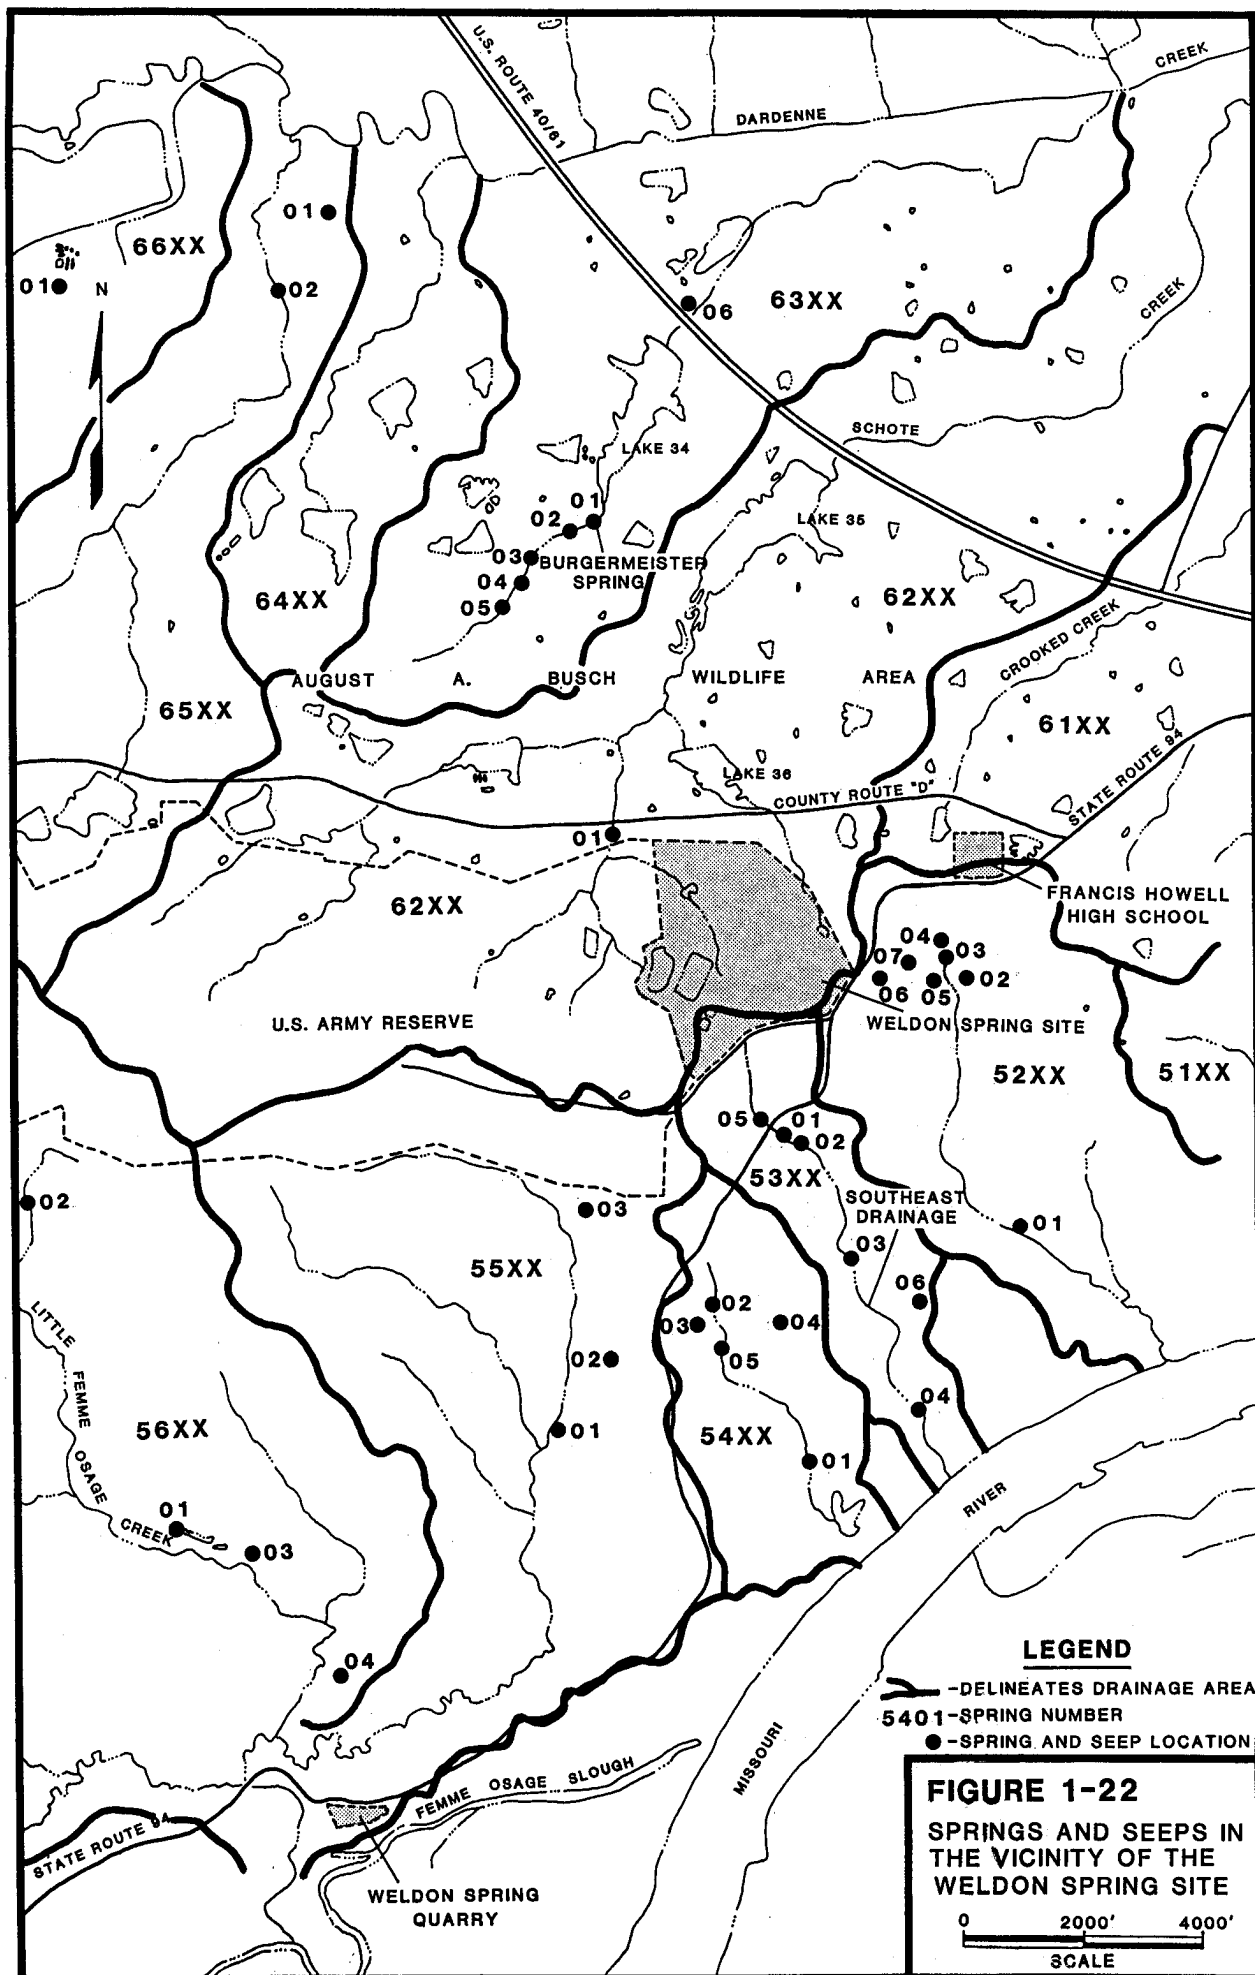 U.S. ROUTE 40/61
CREEK
DARDENNE
01
66XX
01
N
02
06
63XX
CREEK
SCHOTE
LAKE 34
01
02
LAKE 35
03
BURGERMEISTER
SPRING
04
05
64XX
62XX
CROOKED CREEK
AUGUST A. BUSCH WILDLIFE AREA
65XX
61XX
STATE ROUTE 94
LAKE 36
COUNTY ROUTE "D"
01
62XX
FRANCIS HOWELL
HIGH SCHOOL
04
03
07
02
06
05
U.S. ARMY RESERVE
WELDON SPRING SITE
52XX
51XX
05
01
02
53XX
02
03
SOUTHEAST
DRAINAGE
01
03
55XX
06
02
03
04
05
LITTLE FEMME OSAGE
CREEK
02
04
56XX
01
54XX
01
01
03
RIVER
04
MISSOURI
LEGEND
-DELINEATES DRAINAGE AREA
5401-SPRING NUMBER
-SPRING AND SEEP LOCATION
FEMME OSAGE SLOUGH
STATE ROUTE 94
WELDON SPRING
QUARRY
FIGURE 1-22
SPRINGS AND SEEPS IN
THE VICINITY OF THE
WELDON SPRING SITE
0 2000' 4000'
SCALE